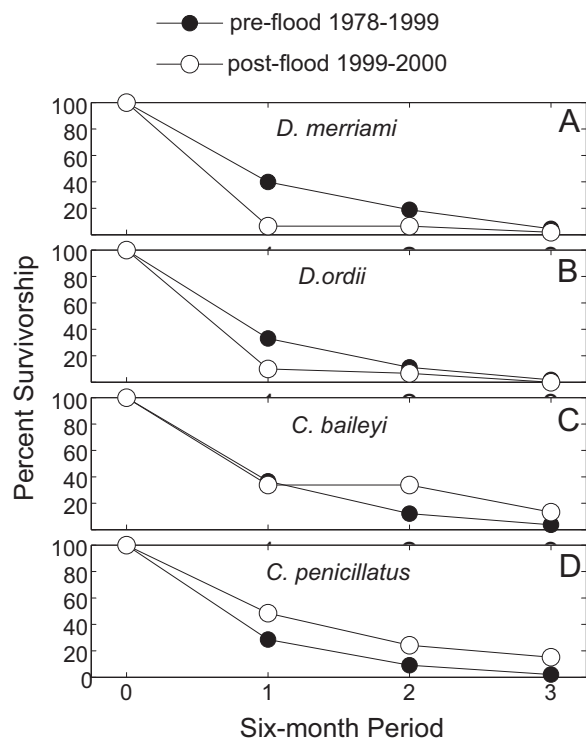 pre-flood 1978-1999
post-flood 1999-2000
Percent Survivorship
100
80
60
40
20
D. merriami
A
100
80
60
40
20
D.ordii
B
100
80
60
40
20
C. baileyi
C
100
80
60
40
20
0
C. penicillatus
D
0 1 2 3
Six-month Period